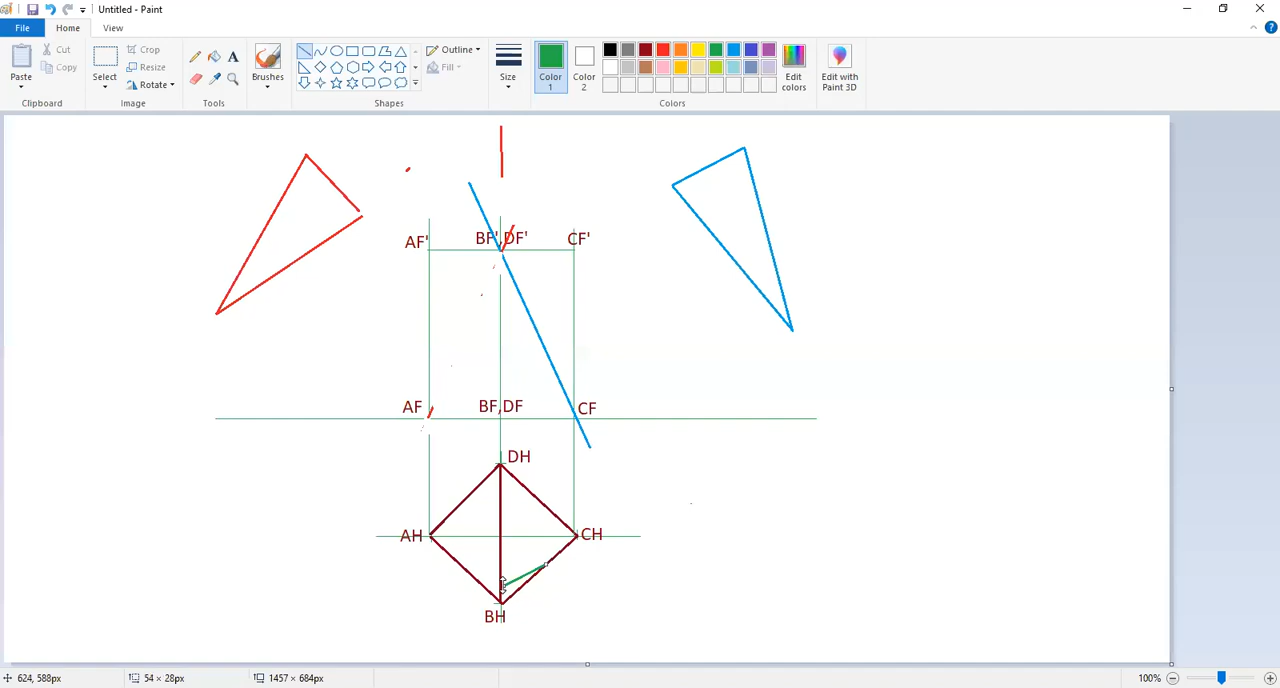 Untitled - Paint
File
Home
View
Paste
Cut
Copy
Clipboard
Select
Crop
Resize
Rotate
Image
A
Tools
Brushes
Outline
Fill
Shapes
Size
Color
1
Color
2
Edit
colors
Colors
Edit with
Paint 3D
AF'
BF',DF'
CF'
AF
BF,DF
CF
DH
AH
CH
BH
624, 588px
54 × 28px
1457 × 684px
100%